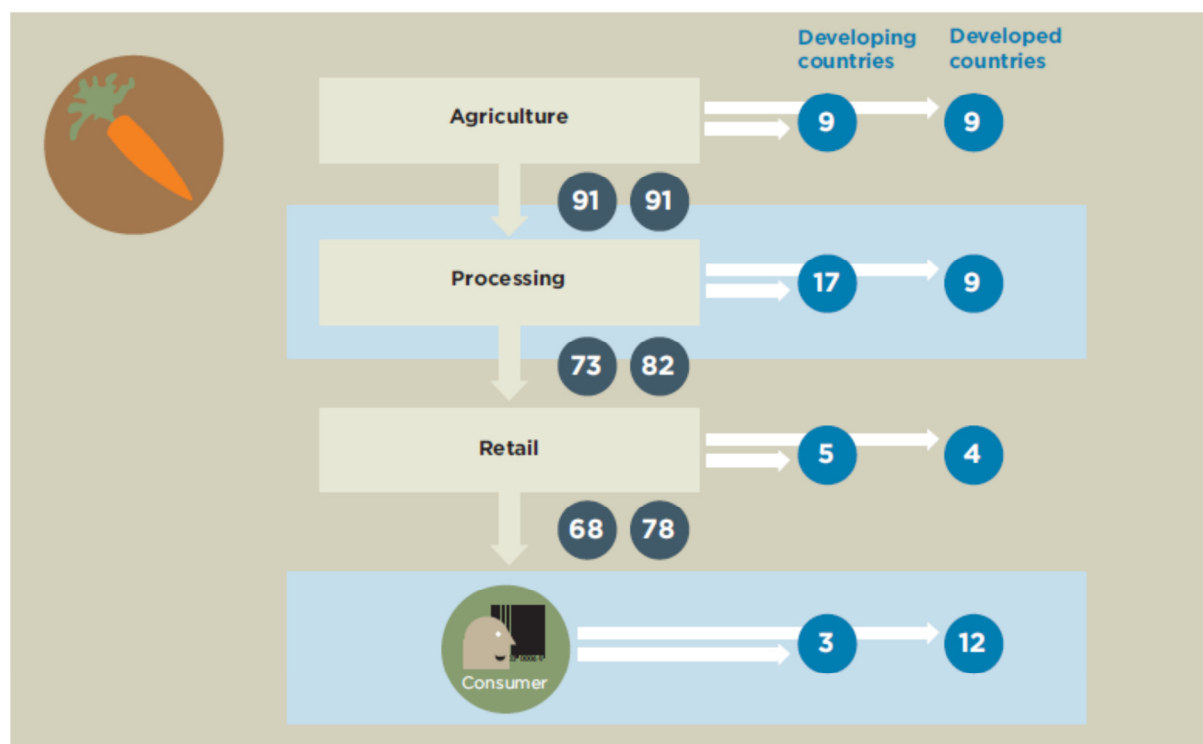 Developing
countries
Developed
countries
Agriculture
9
9
91
91
Processing
17
9
73
82
Retail
5
4
68
78
Consumer
3
12